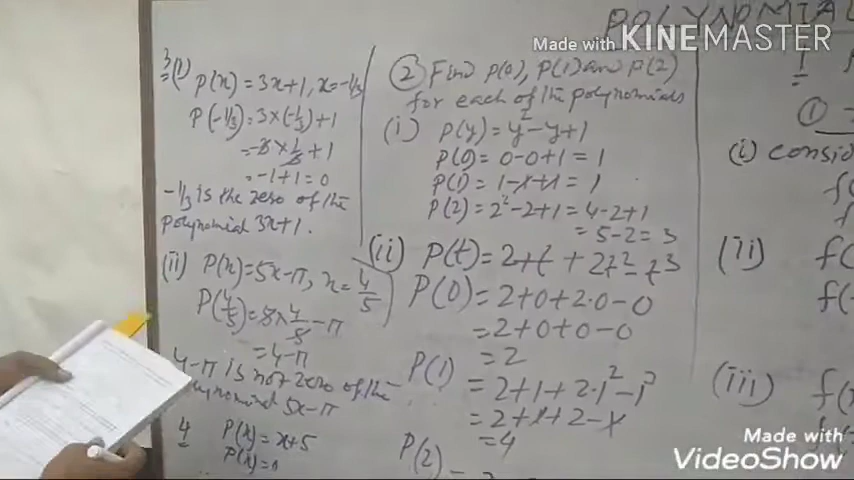 POLYNOMIAL
Made with KINEMASTER
3 (i) P(x) = 3x+1, x=-1/3
P(-1/3) = 3×(-1/3)+1
= -3×1/3+1
= -1+1=0
-1/3 is the zero of the
polynomial 3x+1.
(ii) P(x)=5x-π, x=4/5
P(4/5)=5×4/5-π
=4-π
4-π is not zero of the
polynomial 5x-π
4 P(x)=x+5
P(x)=0
② Find P(0), P(1) and P(2)
for each of the polynomials
(i) P(y)=y²-y+1
P(0)=0-0+1=1
P(1)=1-1+1=1
P(2)=2²-2+1=4-2+1
=5-2=3
(ii) P(t)=2+t+2t²-t³
P(0)=2+0+2.0-0
=2+0+0-0
=2
P(1)
=2+1+2.1²-1³
=2+1+2-1
=4
P(2)
1
①
(i) consid
f(
(ii) f(
f(-
(iii) f(
Made with
VideoShow